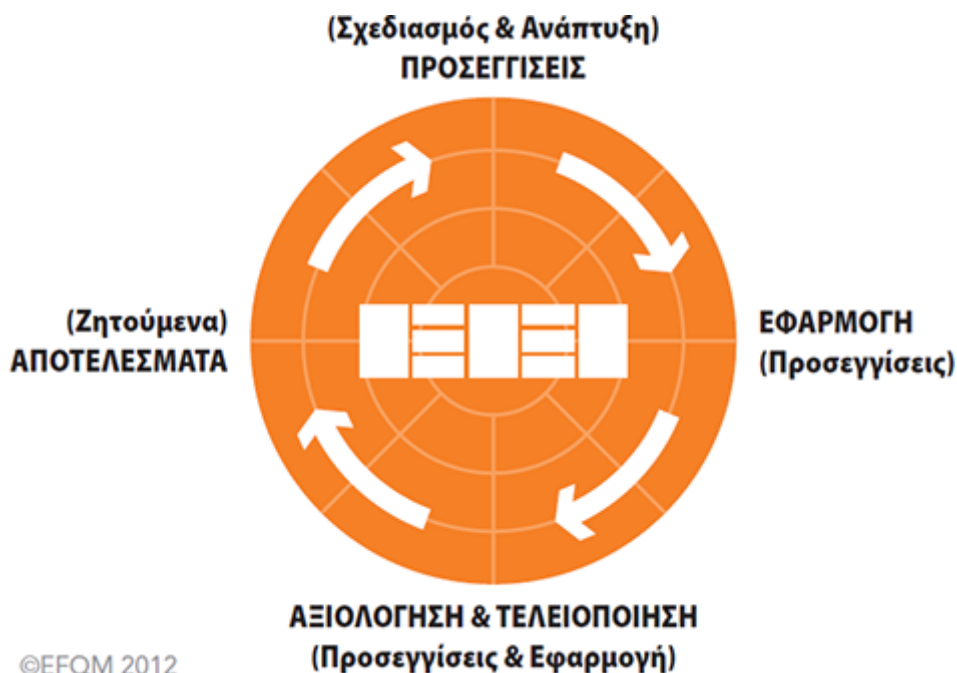 (Σχεδιασμός & Ανάπτυξη)
ΠΡΟΣΕΓΓΙΣΕΙΣ
(Ζητούμενα)
ΑΠΟΤΕΛΕΣΜΑΤΑ
ΕΦΑΡΜΟΓΗ
(Προσεγγίσεις)
ΑΞΙΟΛΟΓΗΣΗ & ΤΕΛΕΙΟΠΟΙΗΣΗ
(Προσεγγίσεις & Εφαρμογή)
©EFQM 2012